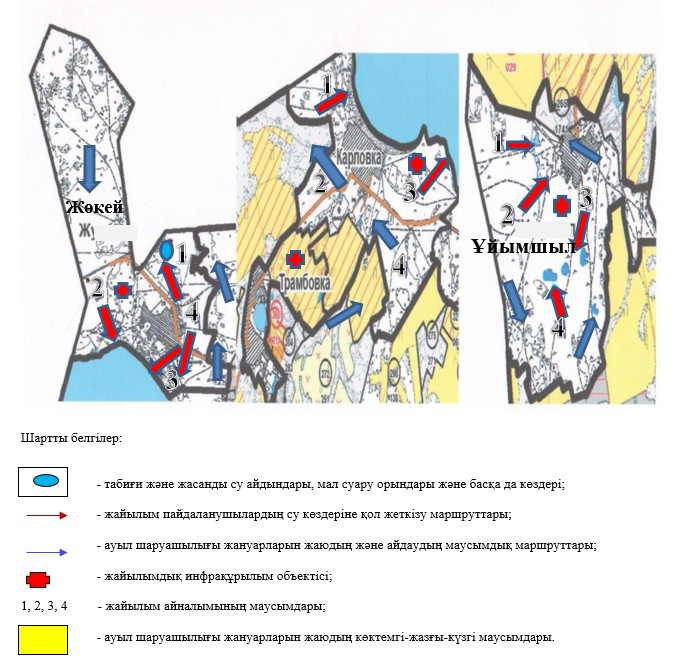 П
П
029
1
1
Карловка
2
3
Жөкей
Жу
1
2
3
4
Ұйымшыл
2
4
Трамбовка
3
4
Шартты белгілер:
- табиғи және жасанды су айдындары, мал суару орындары және басқа да көздері;
- жайылым пайдаланушылардың су көздеріне қол жеткізу маршруттары;
- ауыл шаруашылығы жануарларын жаюдың және айдаудың маусымдық маршруттары;
- жайылымдық инфрақұрылым объектісі;
1, 2, 3, 4 - жайылым айналымының маусымдары;
- ауыл шаруашылығы жануарларын жаюдың көктемгі-жазғы-күзгі маусымдары.